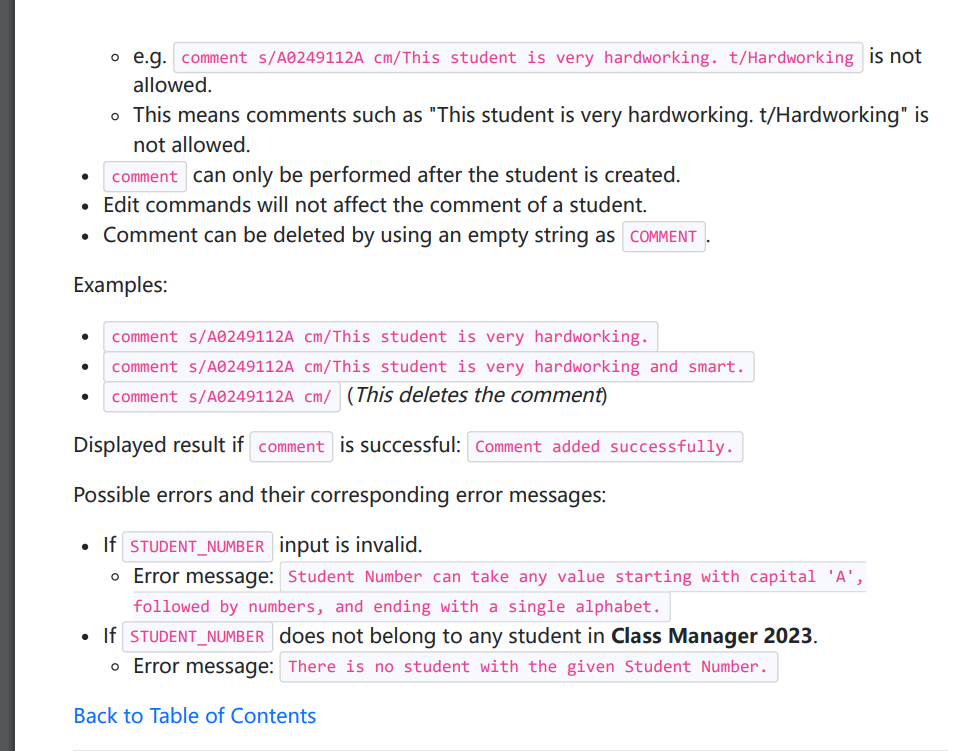 e.g. comment s/A0249112A cm/This student is very hardworking. t/Hardworking is not
allowed.
This means comments such as "This student is very hardworking. t/Hardworking" is
not allowed.
comment can only be performed after the student is created.
Edit commands will not affect the comment of a student.
Comment can be deleted by using an empty string as COMMENT.
Examples:
comment s/A0249112A cm/This student is very hardworking.
comment s/A0249112A cm/This student is very hardworking and smart.
comment s/A0249112A cm/ (This deletes the comment)
Displayed result if comment is successful: Comment added successfully.
Possible errors and their corresponding error messages:
If STUDENT_NUMBER input is invalid.
Error message: Student Number can take any value starting with capital 'A',
followed by numbers, and ending with a single alphabet.
If STUDENT_NUMBER does not belong to any student in Class Manager 2023.
Error message: There is no student with the given Student Number.
Back to Table of Contents